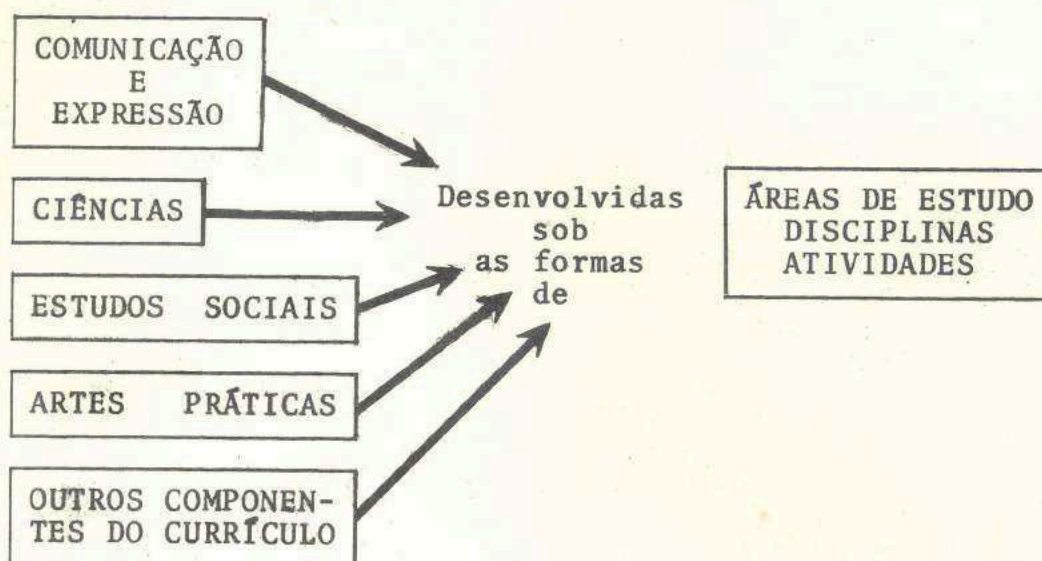 COMUNICAÇÃO
E
EXPRESSÃO
CIÊNCIAS
ESTUDOS SOCIAIS
ARTES PRÁTICAS
OUTROS COMPONEN-
TES DO CURRÍCULO
Desenvolvidas
sob
as formas
de
ÁREAS DE ESTUDO
DISCIPLINAS
ATIVIDADES